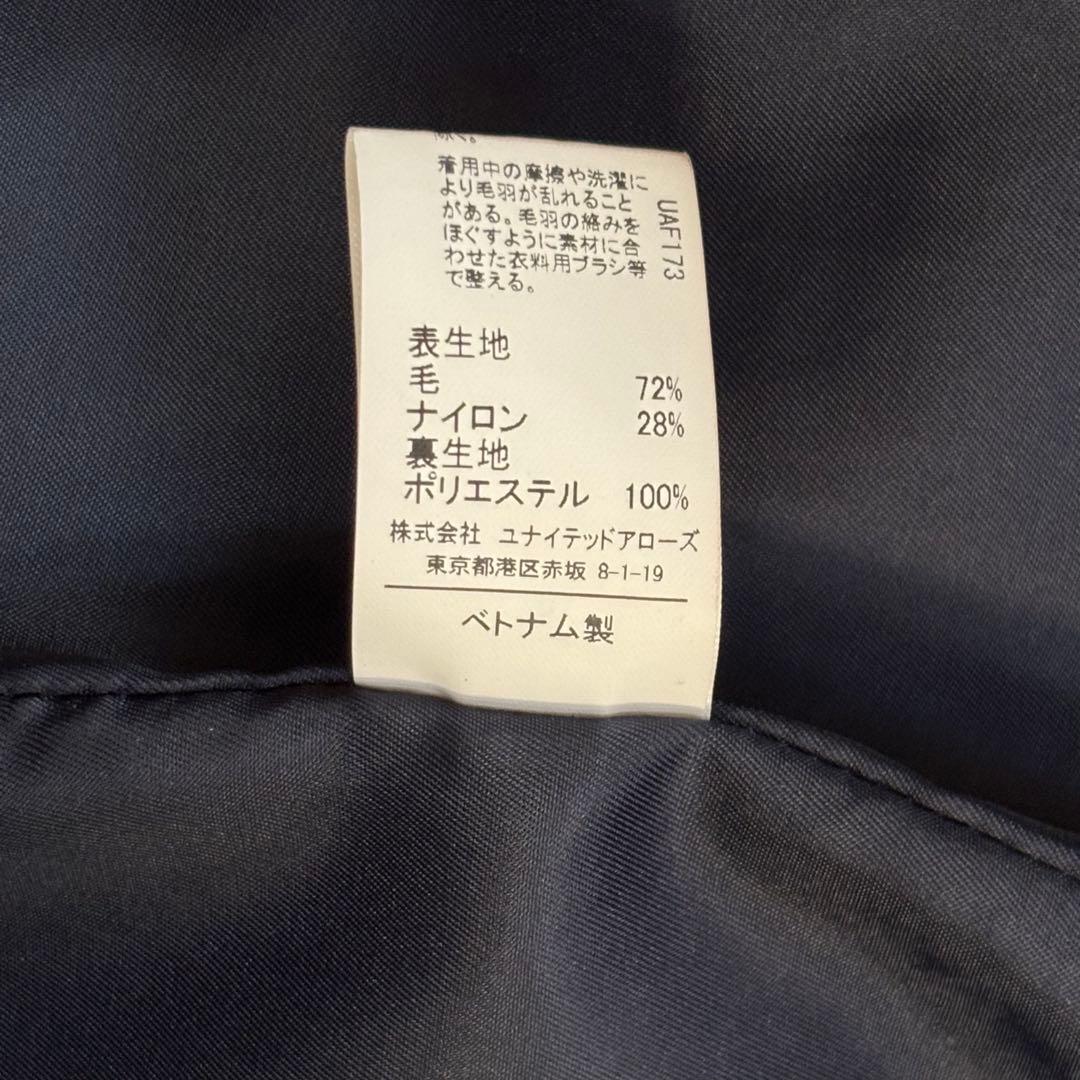 着用中の摩擦や洗濯に
より毛羽が乱れること
がある。毛羽の絡みを
ほぐすように素材に合
わせた衣料用ブラシ等
で整える。
UAF173
表生地
毛 72%
ナイロン 28%
裏生地
ポリエステル 100%
株式会社 ユナイテッドアローズ
東京都港区赤坂 8-1-19
ベトナム製